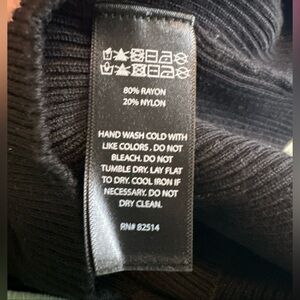 80% RAYON
20% NYLON
HAND WASH COLD WITH
LIKE COLORS. DO NOT
BLEACH. DO NOT
TUMBLE DRY. LAY FLAT
TO DRY. COOL IRON IF
NECESSARY. DO NOT
DRY CLEAN.
RN# 82514